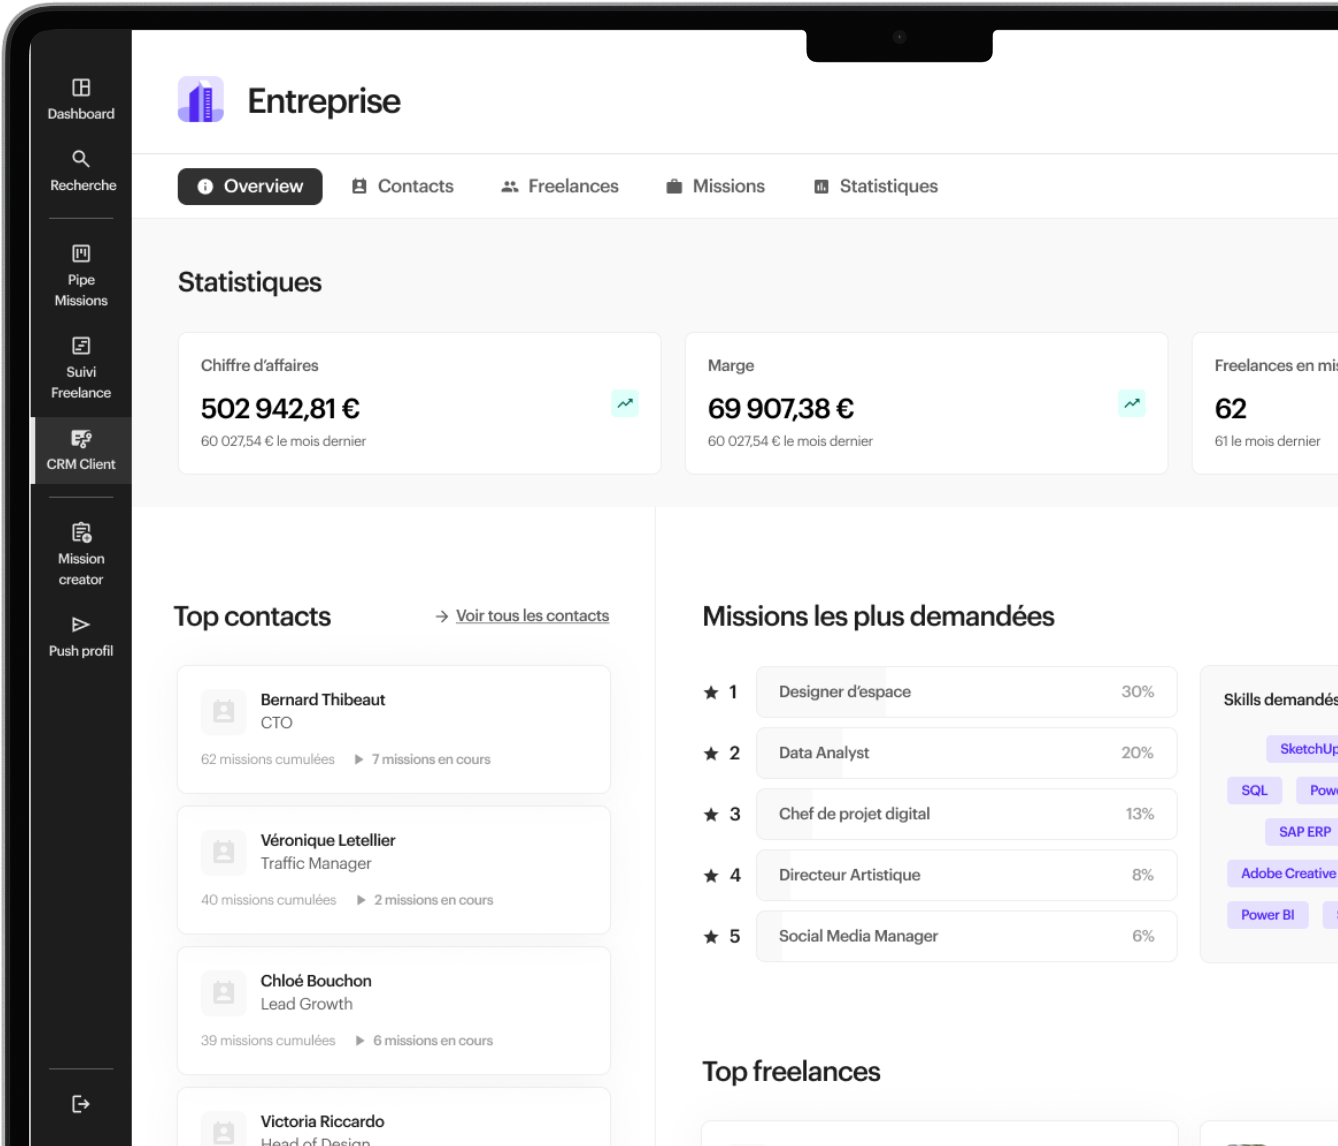 Dashboard
Recherche
Pipe
Missions
Suivi
Freelance
CRM Client
Mission
creator
Push profil
Entreprise
Overview
Contacts
Freelances
Missions
Statistiques
Statistiques
Chiffre d’affaires
502 942,81 €
60 027,54 € le mois dernier
Marge
69 907,38 €
60 027,54 € le mois dernier
Freelances en
62
61 le mois dernier
Top contacts
→ Voir tous les contacts
Bernard Thibeaut
CTO
62 missions cumulées
7 missions en cours
Véronique Letellier
Traffic Manager
40 missions cumulées
2 missions en cours
Chloé Bouchon
Lead Growth
39 missions cumulées
6 missions en cours
Victoria Riccardo
Head of Design
Missions les plus demandées
★ 1 Designer d’espace 30%
★ 2 Data Analyst 20%
★ 3 Chef de projet digital 13%
★ 4 Directeur Artistique 8%
★ 5 Social Media Manager 6%
Skills demandés
SketchUp
SQL
SAP ERP
Adobe Creative
Power BI
Top freelances